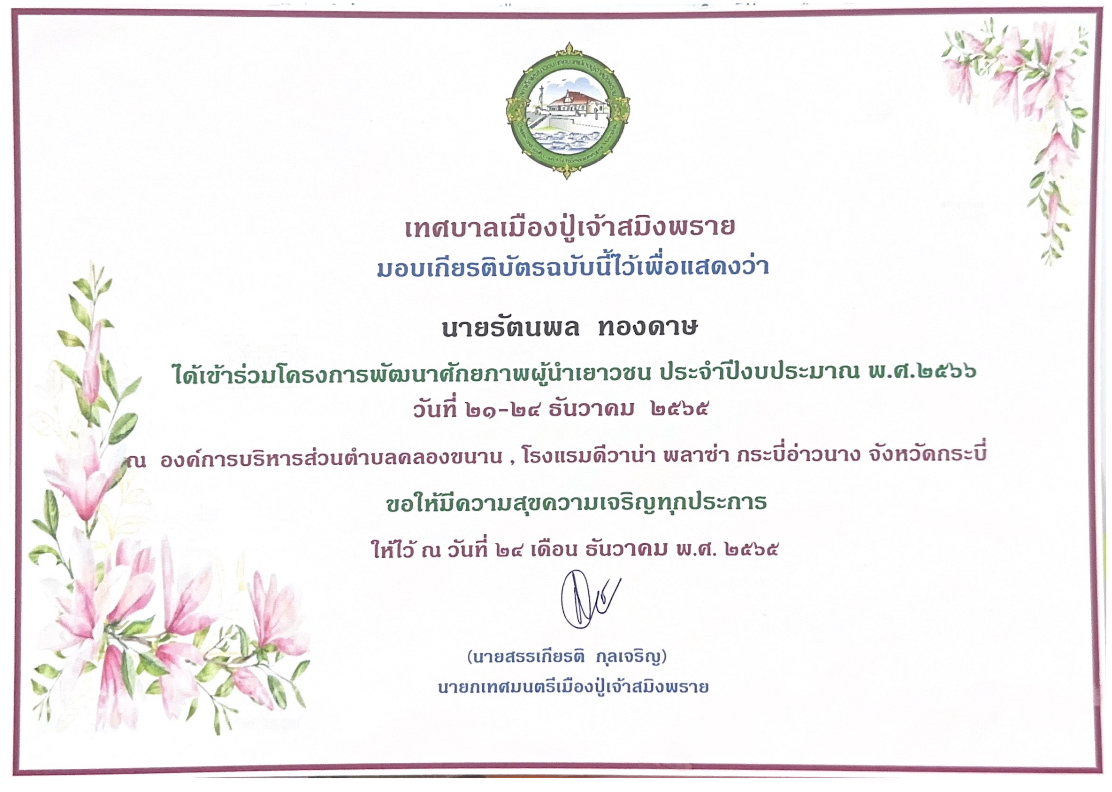 เทศบาลเมืองปู่เจ้าสมิงพราย
มอบเกียรติบัตรฉบับนี้ไว้เพื่อแสดงว่า
นายรัตนพล ทองดาษ
ได้เข้าร่วมโครงการพัฒนาศักยภาพผู้นำเยาวชน ประจำปีงบประมาณ พ.ศ.๒๕๖๖
วันที่ ๒๑-๒๔ ธันวาคม ๒๕๖๕
ณ องค์การบริหารส่วนตำบลคลองขนาน , โรงแรมดีวาน่า พลาซ่า กระบี่อ่าวนาง จังหวัดกระบี่
ขอให้มีความสุขความเจริญทุกประการ
ให้ไว้ ณ วันที่ ๒๔ เดือน ธันวาคม พ.ศ. ๒๕๖๕
(นายสรรเกียรติ กุลเจริญ)
นายกเทศมนตรีเมืองปู่เจ้าสมิงพราย